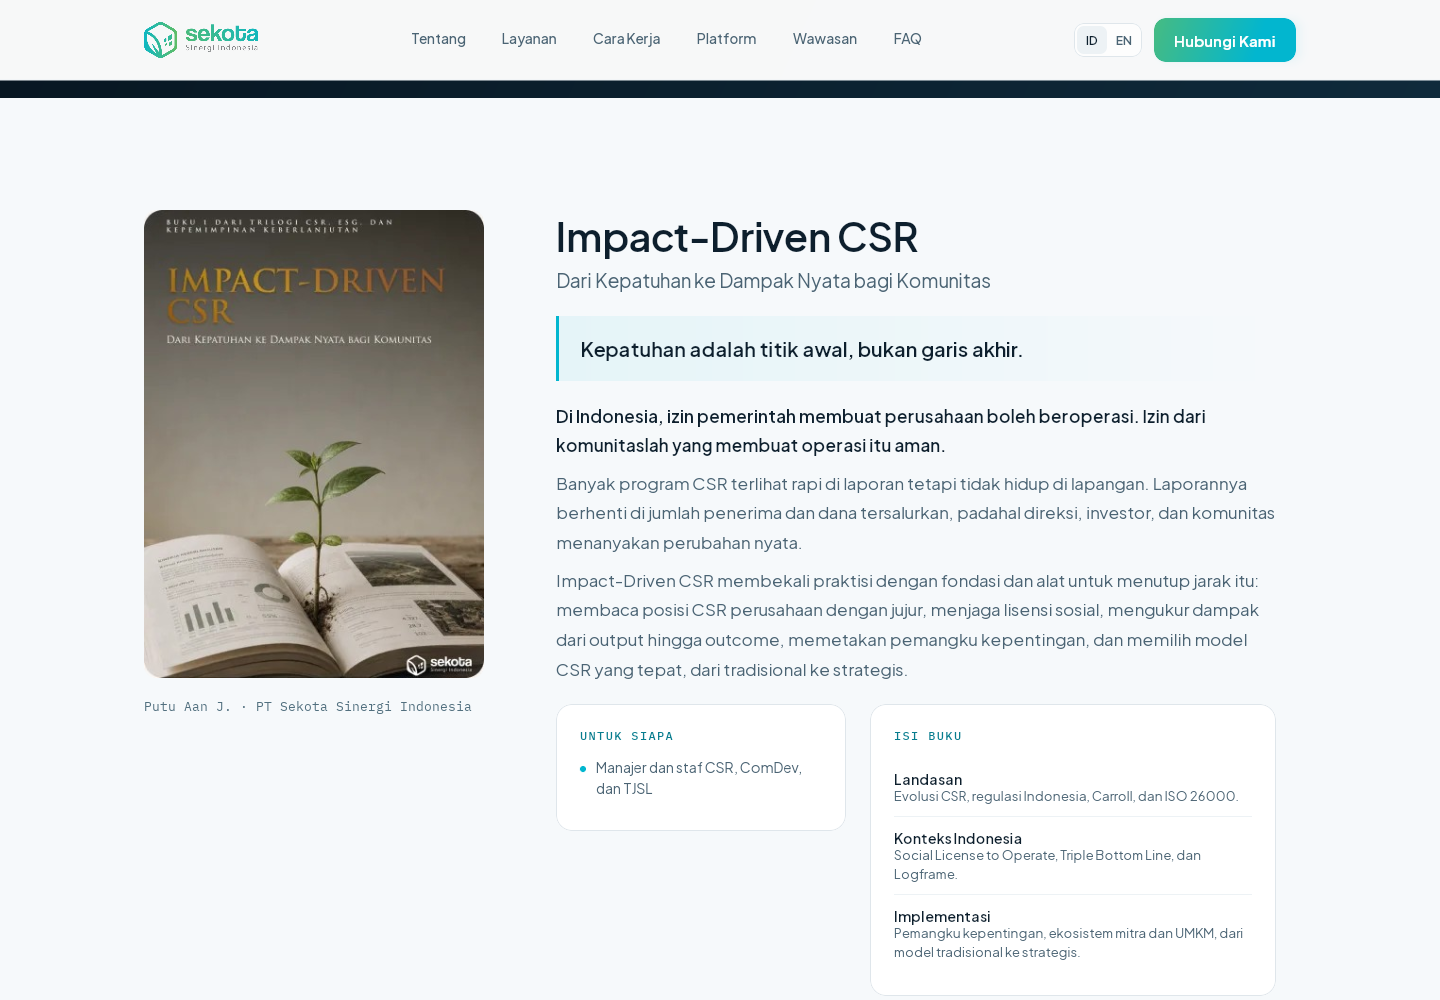 sekota
Sinergi Indonesia
Tentang
Layanan
Cara Kerja
Platform
Wawasan
FAQ
ID
EN
Hubungi Kami
BUKU 1 DARI TRILOGI CSR, ESG, DAN
KEPEMIMPINAN KEBERLANJUTAN
IMPACT-DRIVEN
CSR
DARI KEPATUHAN KE DAMPAK NYATA BAGI KOMUNITAS
sekota
Sinergi Indonesia
Putu Aan J. · PT Sekota Sinergi Indonesia
Impact-Driven CSR
Dari Kepatuhan ke Dampak Nyata bagi Komunitas
Kepatuhan adalah titik awal, bukan garis akhir.
Di Indonesia, izin pemerintah membuat perusahaan boleh beroperasi. Izin dari
komunitaslah yang membuat operasi itu aman.
Banyak program CSR terlihat rapi di laporan tetapi tidak hidup di lapangan. Laporannya
berhenti di jumlah penerima dan dana tersalurkan, padahal direksi, investor, dan komunitas
menanyakan perubahan nyata.
Impact-Driven CSR membekali praktisi dengan fondasi dan alat untuk menutup jarak itu:
membaca posisi CSR perusahaan dengan jujur, menjaga lisensi sosial, mengukur dampak
dari output hingga outcome, memetakan pemangku kepentingan, dan memilih model
CSR yang tepat, dari tradisional ke strategis.
UNTUK SIAPA
Manajer dan staf CSR, ComDev,
dan TJSL
ISI BUKU
Landasan
Evolusi CSR, regulasi Indonesia, Carroll, dan ISO 26000.
Konteks Indonesia
Social License to Operate, Triple Bottom Line, dan
Logframe.
Implementasi
Pemangku kepentingan, ekosistem mitra dan UMKM, dari
model tradisional ke strategis.